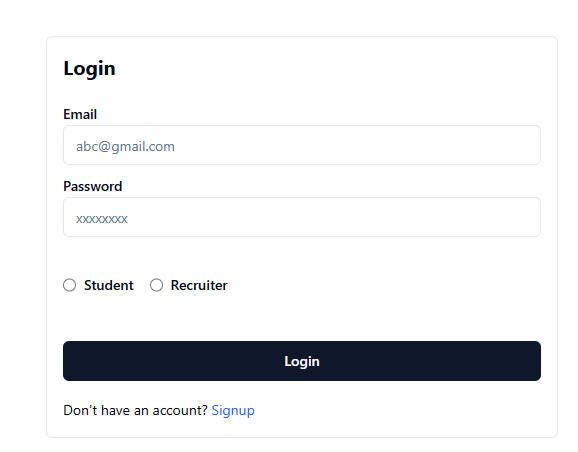 Login
Email
abc@gmail.com
Password
xxxxxxxx
Student Recruiter
Login
Don't have an account? Signup